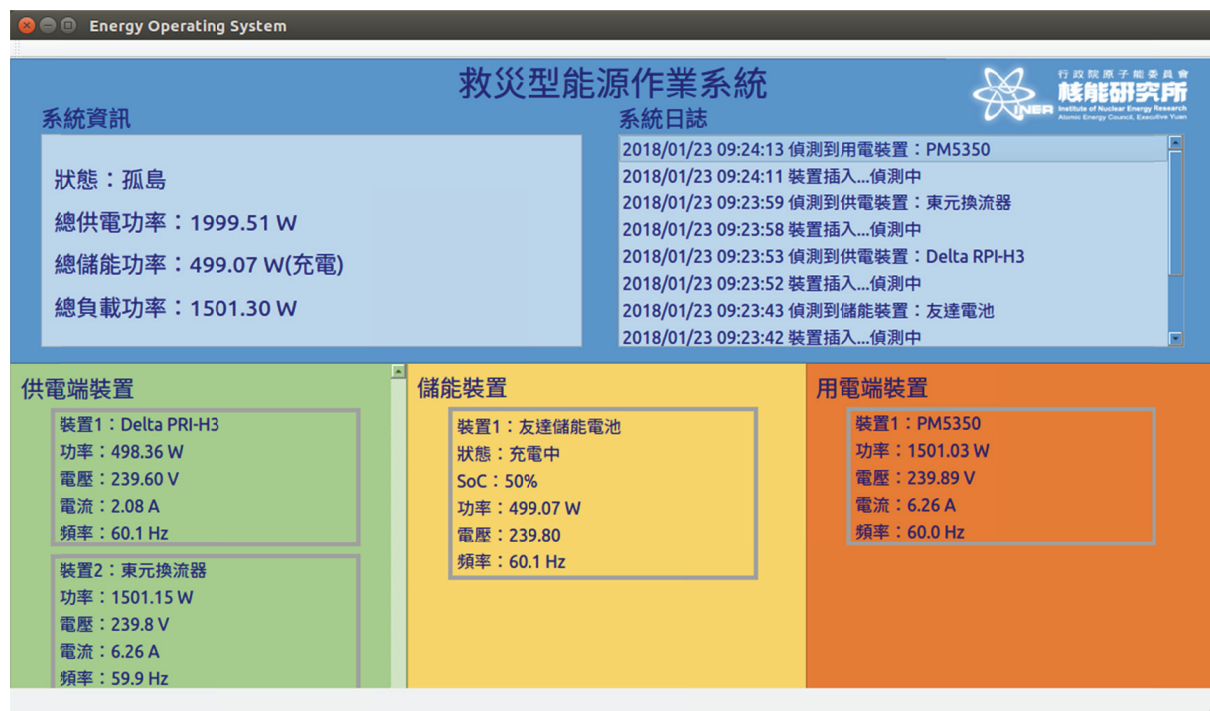 Energy Operating System
救災型能源作業系統
行政院原子能委員會
核能研究所
INER
Institute of Nuclear Energy Research
Atomic Energy Council, Executive Yuan
系統資訊
狀態：孤島
總供電功率：1999.51 W
總儲能功率：499.07 W(充電)
總負載功率：1501.30 W
系統日誌
2018/01/23 09:24:13 偵測到用電裝置：PM5350
2018/01/23 09:24:11 裝置插入...偵測中
2018/01/23 09:23:59 偵測到供電裝置：東元換流器
2018/01/23 09:23:58 裝置插入...偵測中
2018/01/23 09:23:53 偵測到供電裝置：Delta RPI-H3
2018/01/23 09:23:52 裝置插入...偵測中
2018/01/23 09:23:43 偵測到儲能裝置：友達電池
2018/01/23 09:23:42 裝置插入...偵測中
供電端裝置
裝置1：Delta PRI-H3
功率：498.36 W
電壓：239.60 V
電流：2.08 A
頻率：60.1 Hz
裝置2：東元換流器
功率：1501.15 W
電壓：239.8 V
電流：6.26 A
頻率：59.9 Hz
儲能裝置
裝置1：友達儲能電池
狀態：充電中
SoC：50%
功率：499.07 W
電壓：239.80
頻率：60.1 Hz
用電端裝置
裝置1：PM5350
功率：1501.03 W
電壓：239.89 V
電流：6.26 A
頻率：60.0 Hz